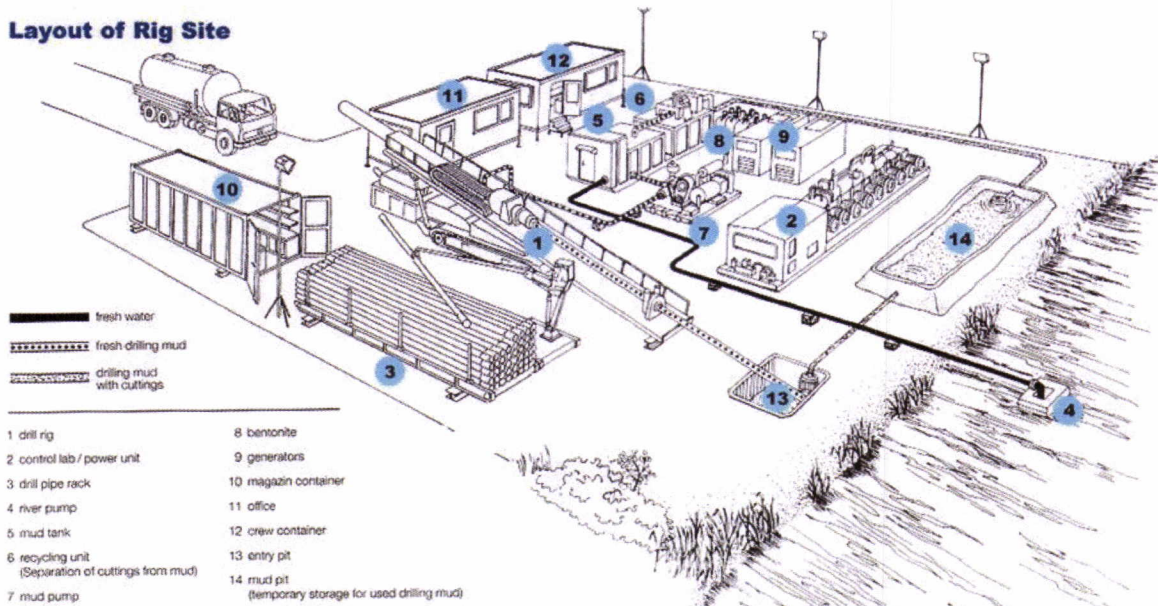 Layout of Rig Site
12
11
6
5
8
9
10
2
1
7
14
3
13
4
fresh water
fresh drilling mud
drilling mud
with cuttings
1 drill rig
2 control lab / power unit
3 drill pipe rack
4 river pump
5 mud tank
6 recycling unit
(Separation of cuttings from mud)
7 mud pump
8 bentonite
9 generators
10 magazin container
11 office
12 crew container
13 entry pit
14 mud pit
(temporary storage for used drilling mud)